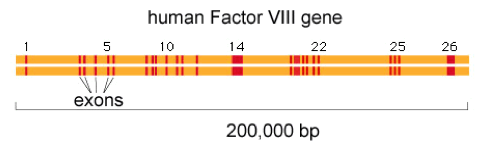 human Factor VIII gene
1 5 10 14 22 25 26
exons
200,000 bp